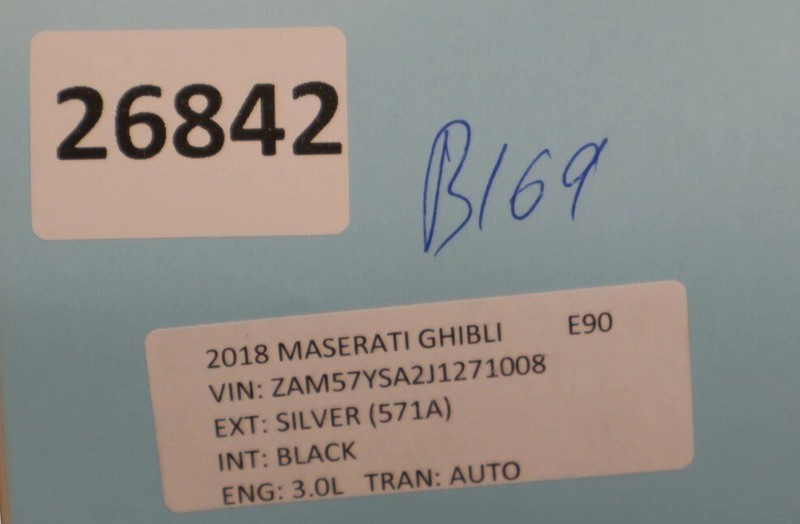 26842
B169
2018 MASERATI GHIBLI E90
VIN: ZAM57YSA2J1271008
EXT: SILVER (571A)
INT: BLACK
ENG: 3.0L TRAN: AUTO